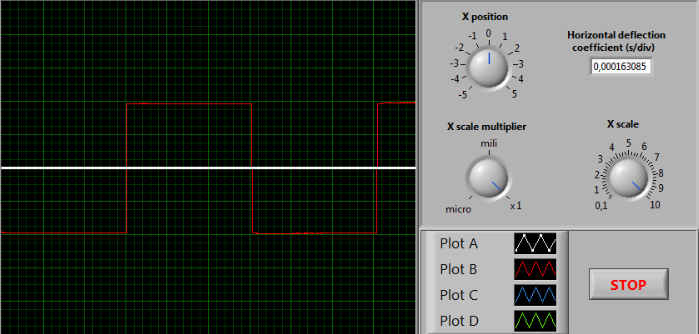 X position
-5 -4 -3 -2 -1 0 1 2 3 4 5
Horizontal deflection
coefficient (s/div)
0,000163085
X scale multiplier
micro mili x1
X scale
0,1 1 2 3 4 5 6 7 8 9 10
Plot A
Plot B
Plot C
Plot D
STOP